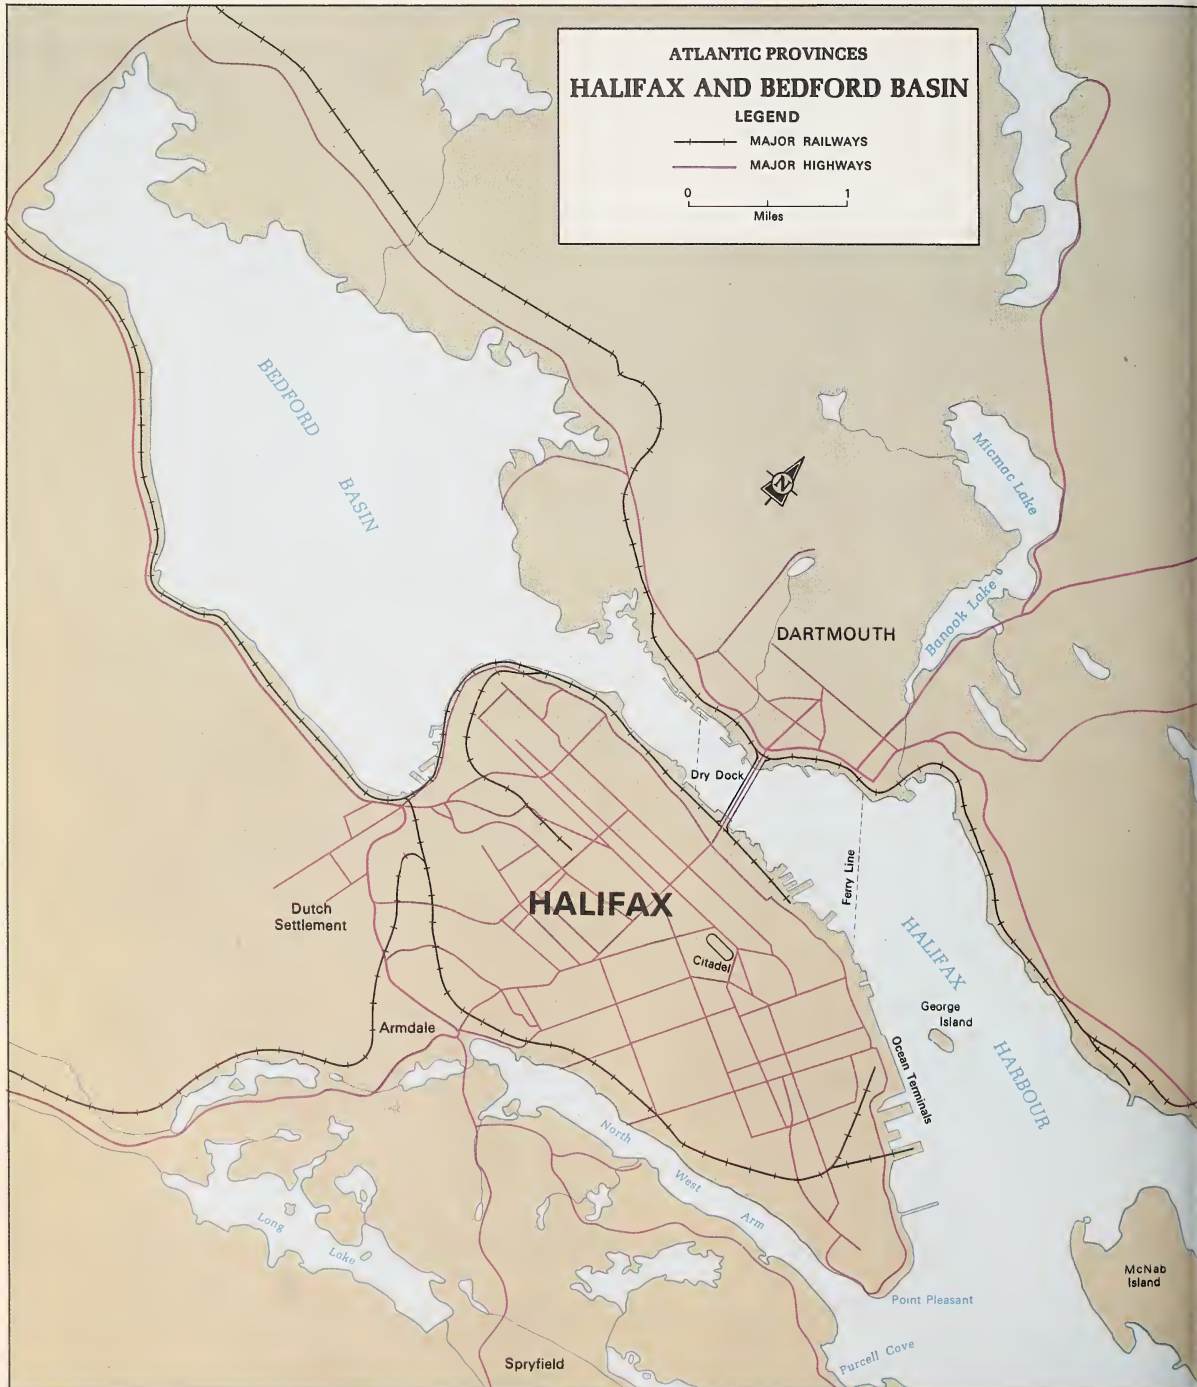 ATLANTIC PROVINCES
HALIFAX AND BEDFORD BASIN
LEGEND
MAJOR RAILWAYS
MAJOR HIGHWAYS
0 1
Miles
BEDFORD
BASIN
Micmac Lake
N
Banook Lake
DARTMOUTH
Dry Dock
Ferry Line
HALIFAX
Dutch
Settlement
Citadel
HALIFAX
HARBOUR
George
Island
Armdale
Ocean Terminals
North
West
Arm
Long
Lake
McNab
Island
Point Pleasant
Purcell Cove
Spryfield